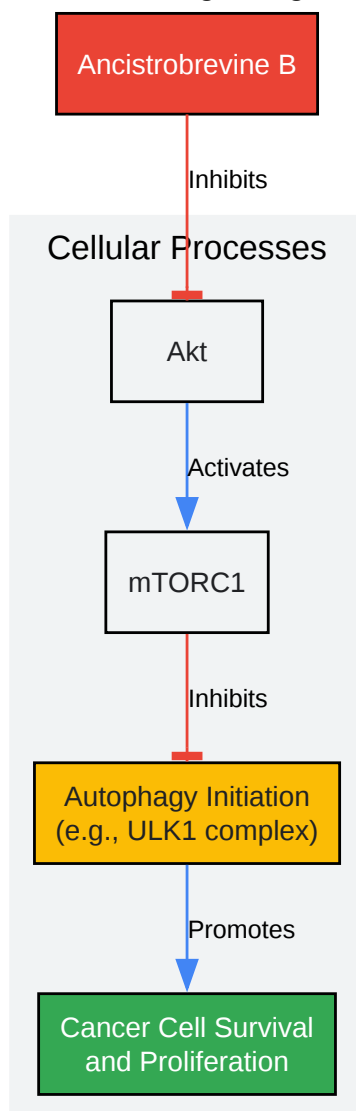 Ancistrobrevine B
Inhibits
Cellular Processes
Akt
Activates
mTORC1
Inhibits
Autophagy Initiation
(e.g., ULK1 complex)
Promotes
Cancer Cell Survival
and Proliferation